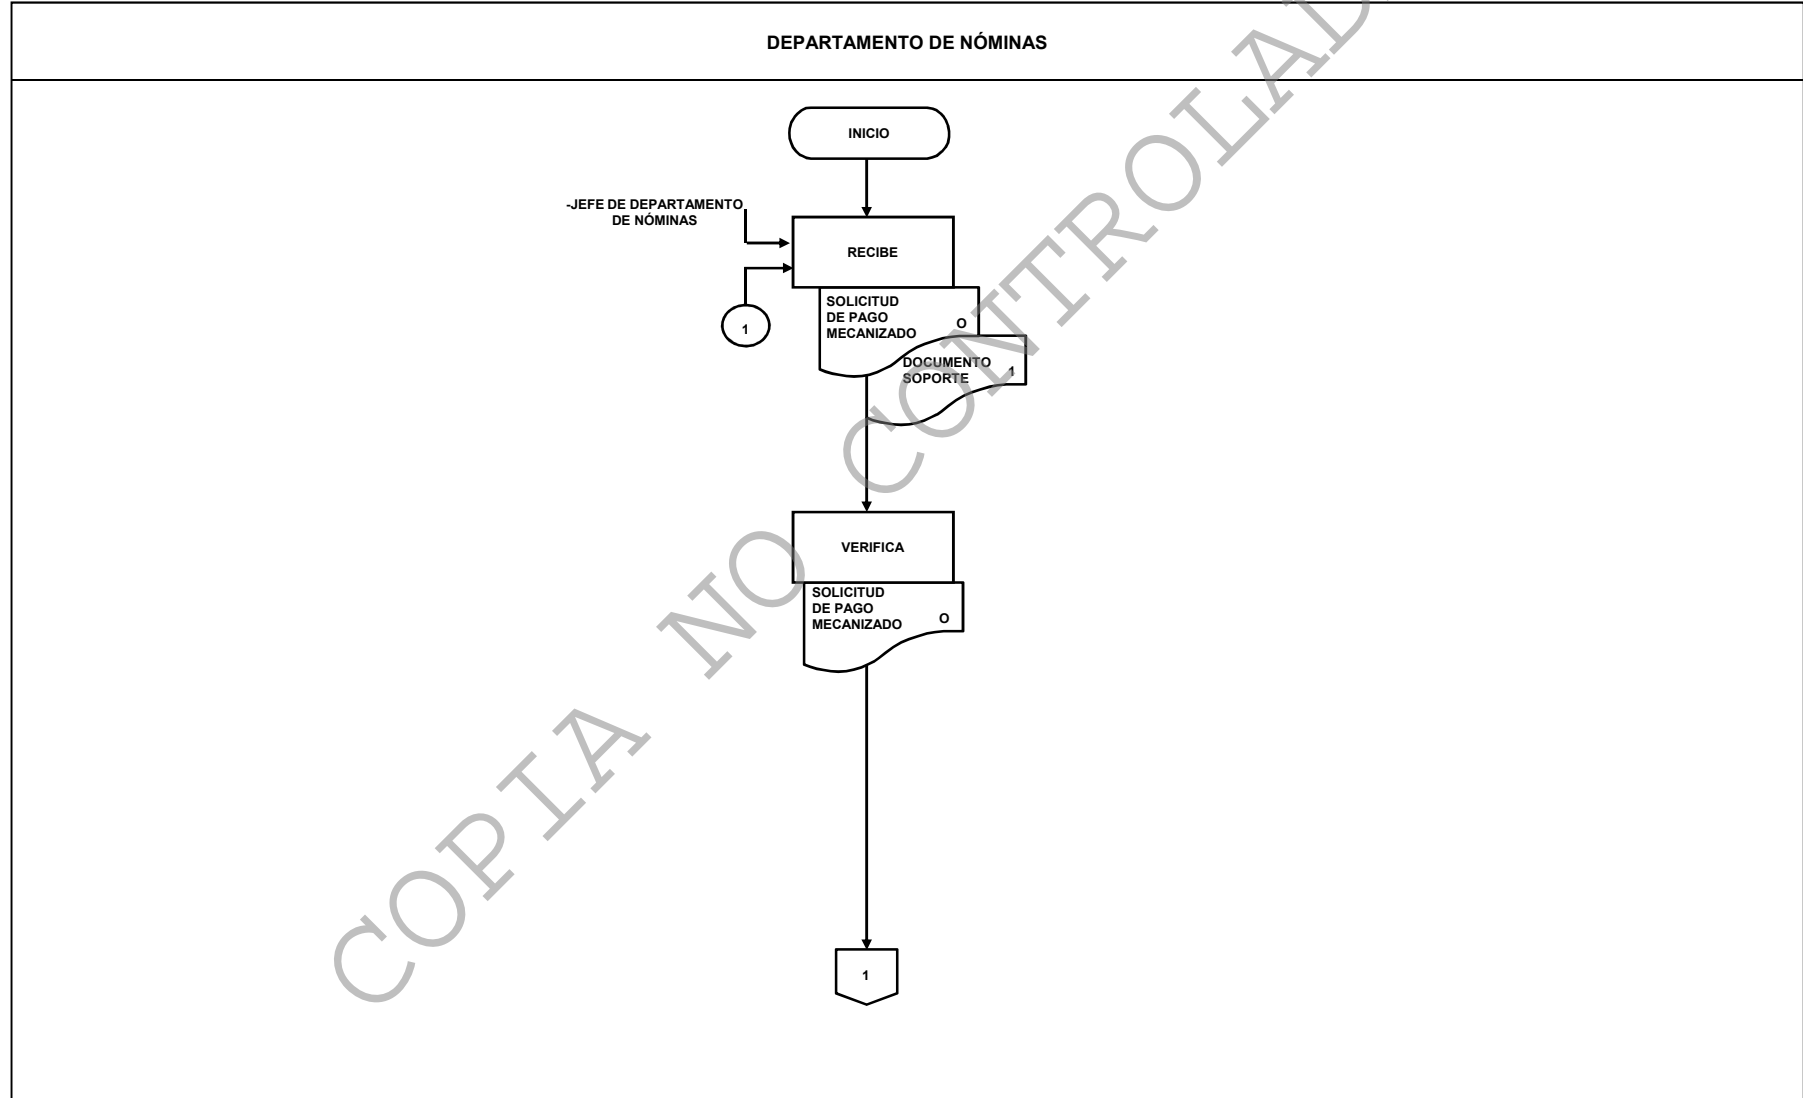 DEPARTAMENTO DE NÓMINAS
INICIO
-JEFE DE DEPARTAMENTO
DE NÓMINAS
RECIBE
1
SOLICITUD
DE PAGO
MECANIZADO O
DOCUMENTO
SOPORTE 1
VERIFICA
SOLICITUD
DE PAGO
MECANIZADO O
1
COPIA NO CONTROLAD